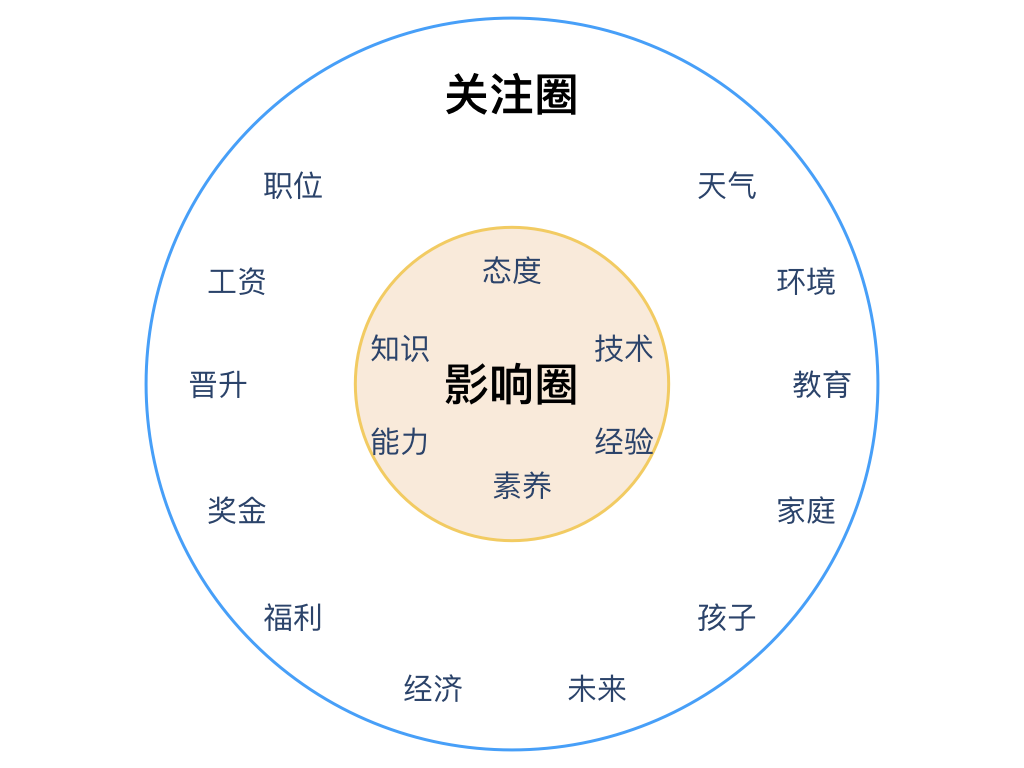 关注圈
职位
天气
态度
工资
环境
知识
技术
影响圈
晋升
教育
能力
经验
素养
奖金
家庭
福利
孩子
经济
未来